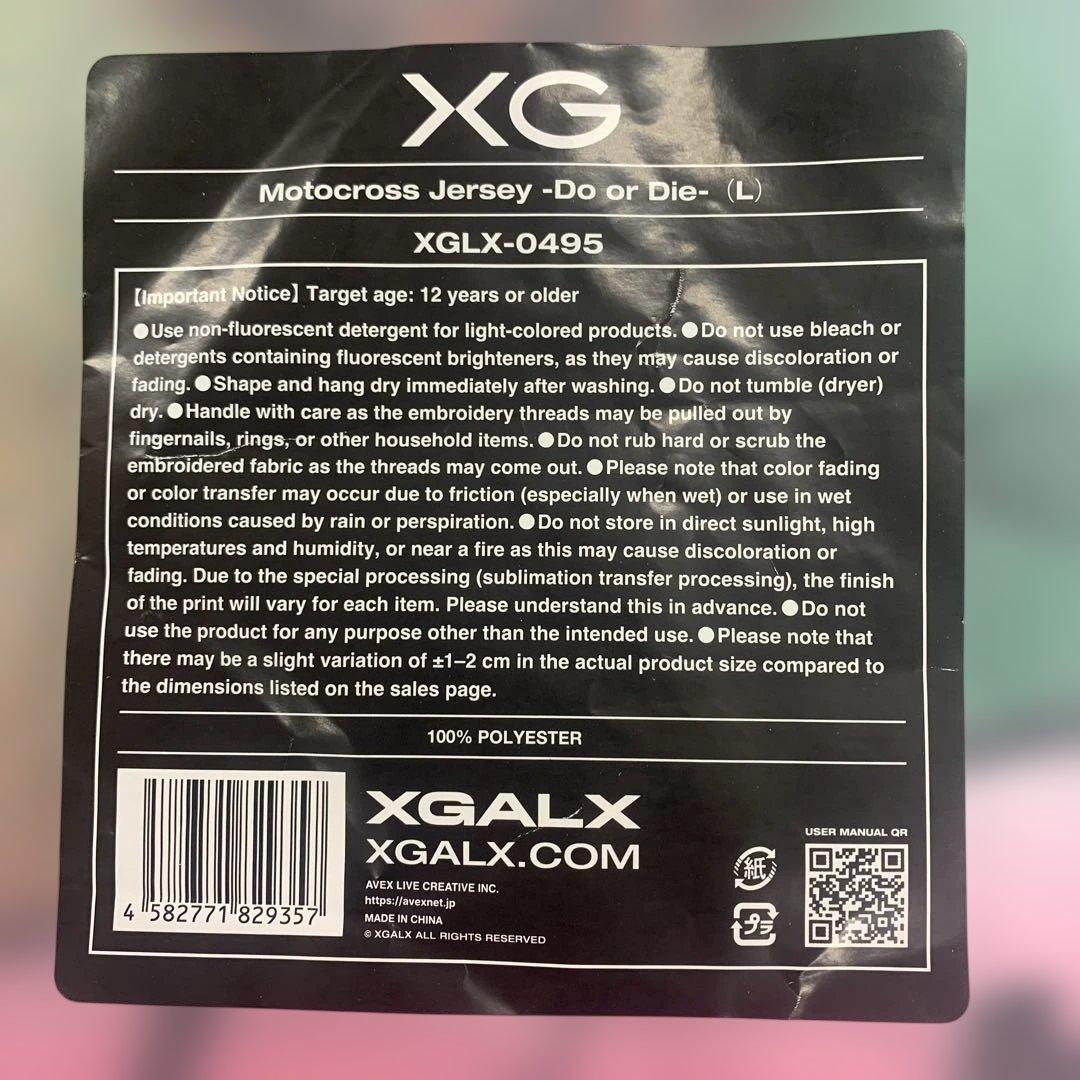 XG
Motocross Jersey -Do or Die-（L）
XGLX-0495
【Important Notice】Target age: 12 years or older
●Use non-fluorescent detergent for light-colored products. ●Do not use bleach or
detergents containing fluorescent brighteners, as they may cause discoloration or
fading. ●Shape and hang dry immediately after washing. ●Do not tumble (dryer)
dry. ●Handle with care as the embroidery threads may be pulled out by
fingernails, rings, or other household items. ●Do not rub hard or scrub the
embroidered fabric as the threads may come out. ●Please note that color fading
or color transfer may occur due to friction (especially when wet) or use in wet
conditions caused by rain or perspiration. ●Do not store in direct sunlight, high
temperatures and humidity, or near a fire as this may cause discoloration or
fading. Due to the special processing (sublimation transfer processing), the finish
of the print will vary for each item. Please understand this in advance. ●Do not
use the product for any purpose other than the intended use. ●Please note that
there may be a slight variation of ±1–2 cm in the actual product size compared to
the dimensions listed on the sales page.
100% POLYESTER
4 582771 829357
XGALX
XGALX.COM
AVEX LIVE CREATIVE INC.
https://avexnet.jp
MADE IN CHINA
© XGALX ALL RIGHTS RESERVED
紙
プラ
USER MANUAL QR